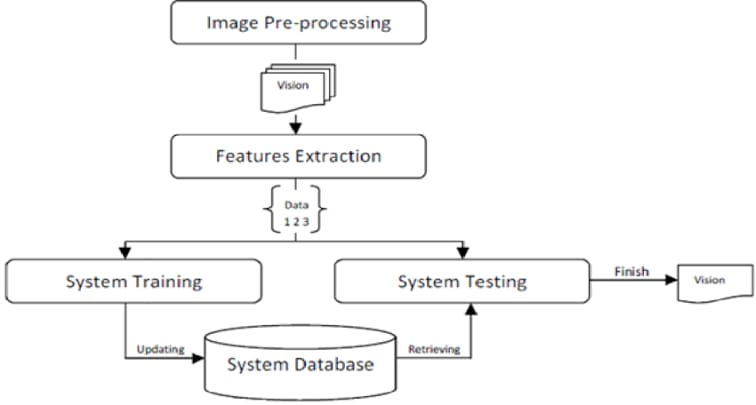 Image Pre-processing
Vision
Features Extraction
Data
1 2 3
System Training
System Testing
Finish
Vision
Updating
System Database
Retrieving